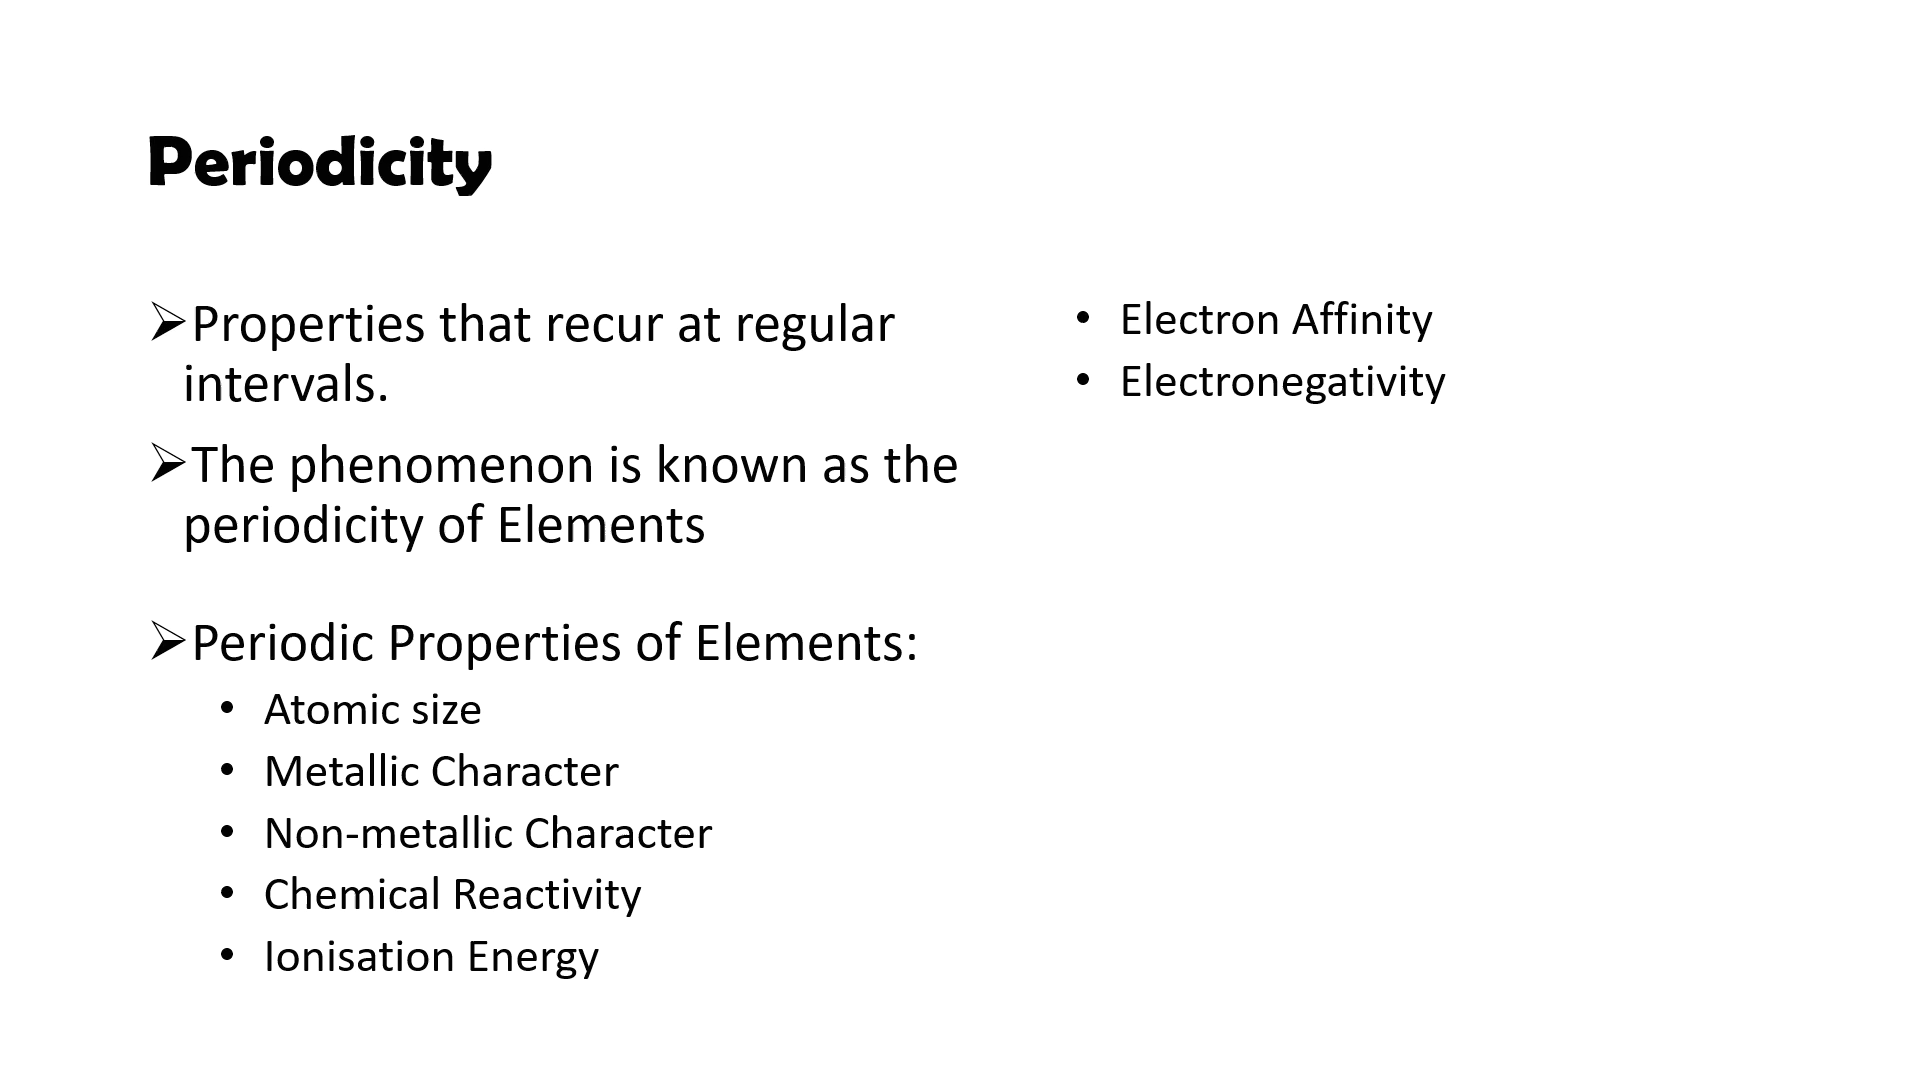 Periodicity
➢Properties that recur at regular
intervals.
➢The phenomenon is known as the
periodicity of Elements
➢Periodic Properties of Elements:
• Atomic size
• Metallic Character
• Non-metallic Character
• Chemical Reactivity
• Ionisation Energy
• Electron Affinity
• Electronegativity